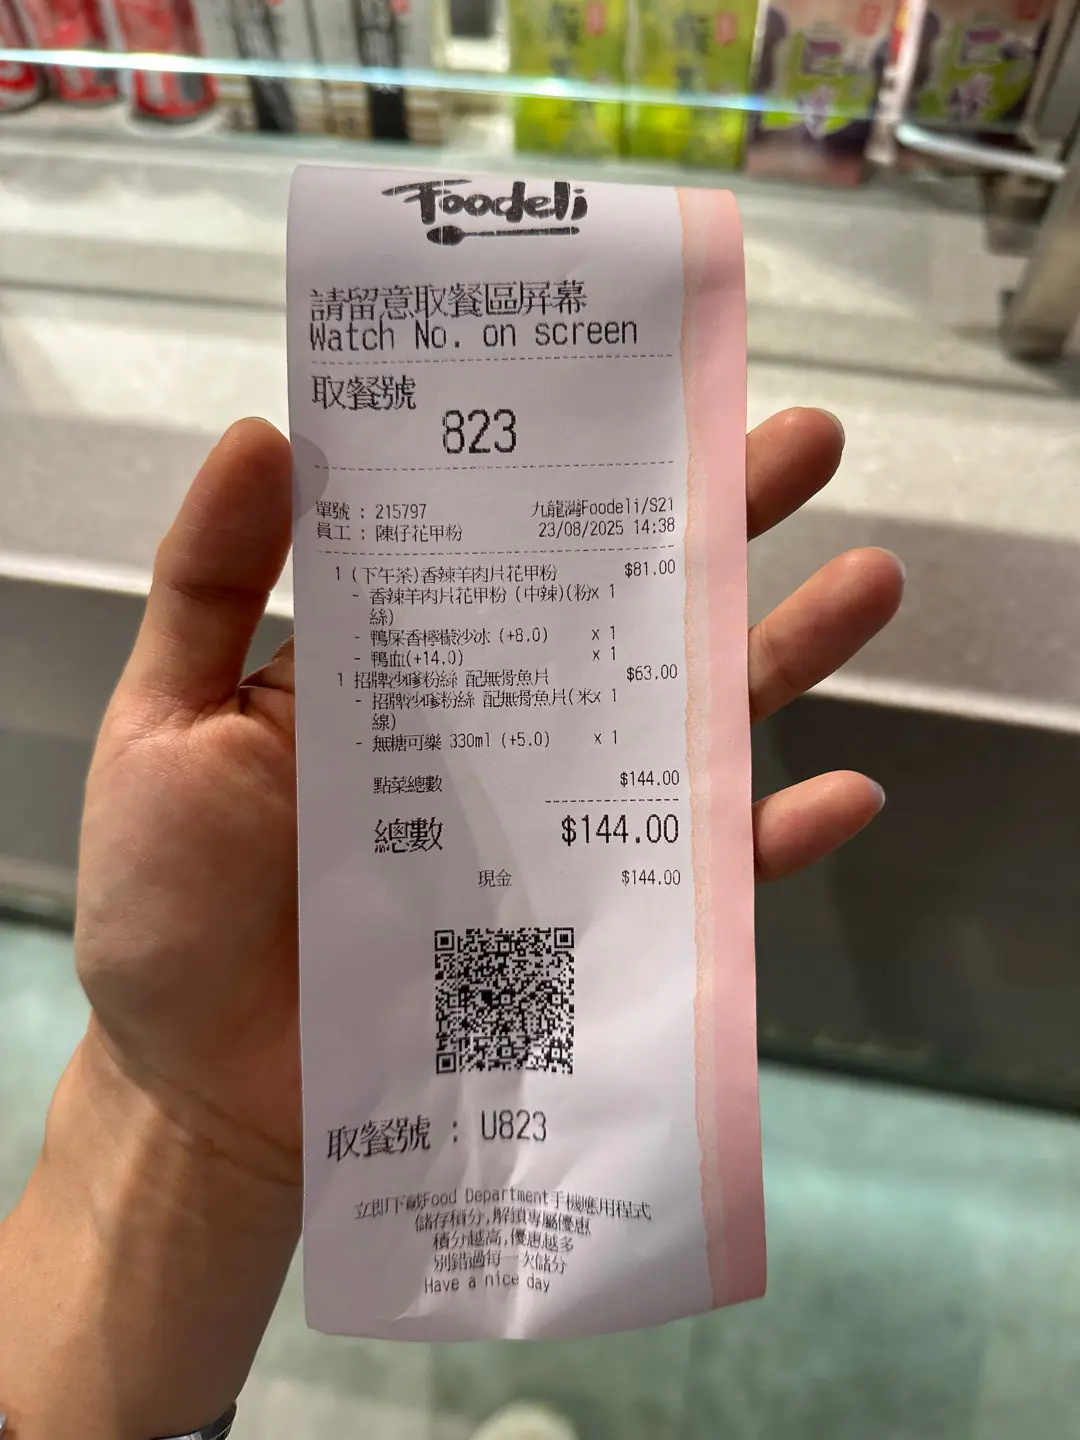 Foodeli
請留意取餐區屏幕
Watch No. on screen
取餐號
823
單號 : 215797 九龍灣Foodeli/S21
員工 : 陳仔花甲粉 23/08/2025 14:38
1 (下午茶)香辣羊肉片花甲粉 $81.00
- 香辣羊肉片花甲粉 (中辣)(粉x 1
絲)
- 鴨屎香檸檬沙冰 (+8.0) x 1
- 鴨血(+14.0) x 1
1 招牌沙嗲粉絲 配無骨魚片 $63.00
- 招牌沙嗲粉絲 配無骨魚片(米x 1
線)
- 無糖可樂 330ml (+5.0) x 1
點菜總數 $144.00
總數 $144.00
現金 $144.00
取餐號 : U823
立即下載Food Department手機應用程式
儲存積分,解鎖專屬優惠
積分越高,優惠越多
別錯過每一次儲分
Have a nice day